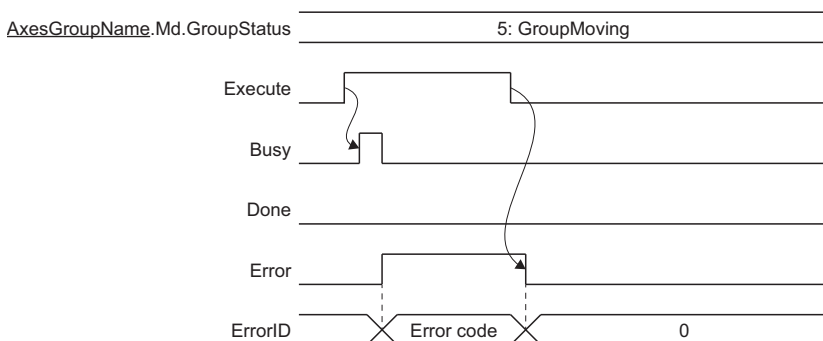 AxesGroupName.Md.GroupStatus 5: GroupMoving
Execute
Busy
Done
Error
ErrorID Error code 0